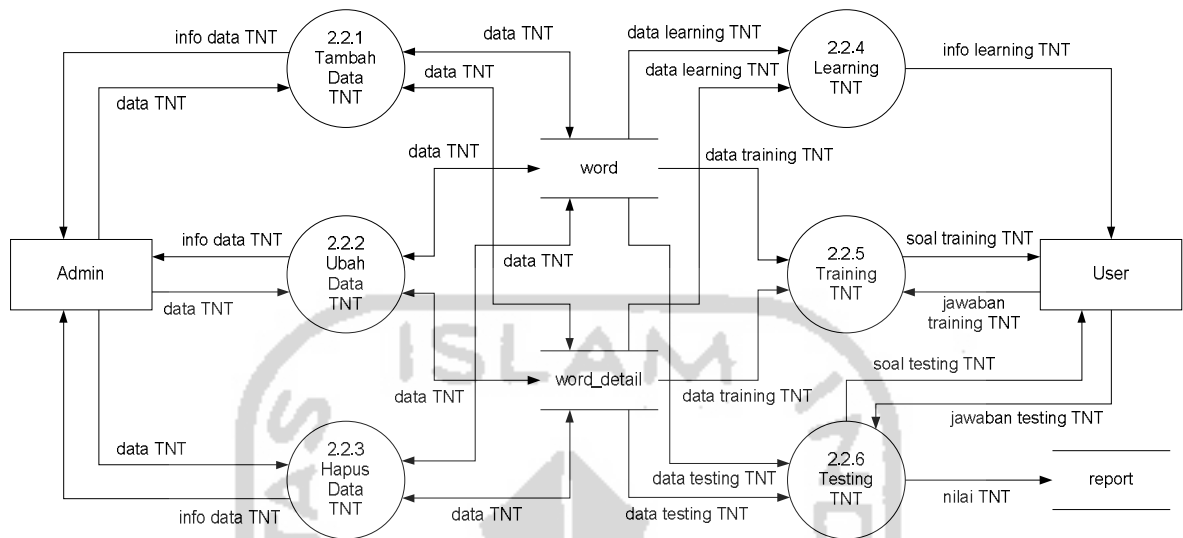 info data TNT
data TNT
2.2.1
Tambah
Data
TNT
data TNT
data TNT
data learning TNT
data learning TNT
2.2.4
Learning
TNT
info learning TNT
word
data TNT
data training TNT
Admin
info data TNT
data TNT
2.2.2
Ubah
Data
TNT
data TNT
2.2.5
Training
TNT
soal training TNT
jawaban
training TNT
User
ISLAM
word_detail
data TNT
data training TNT
soal testing TNT
jawaban testing TNT
data TNT
info data TNT
2.2.3
Hapus
Data
TNT
data TNT
data testing TNT
data testing TNT
2.2.6
Testing
TNT
nilai TNT
report